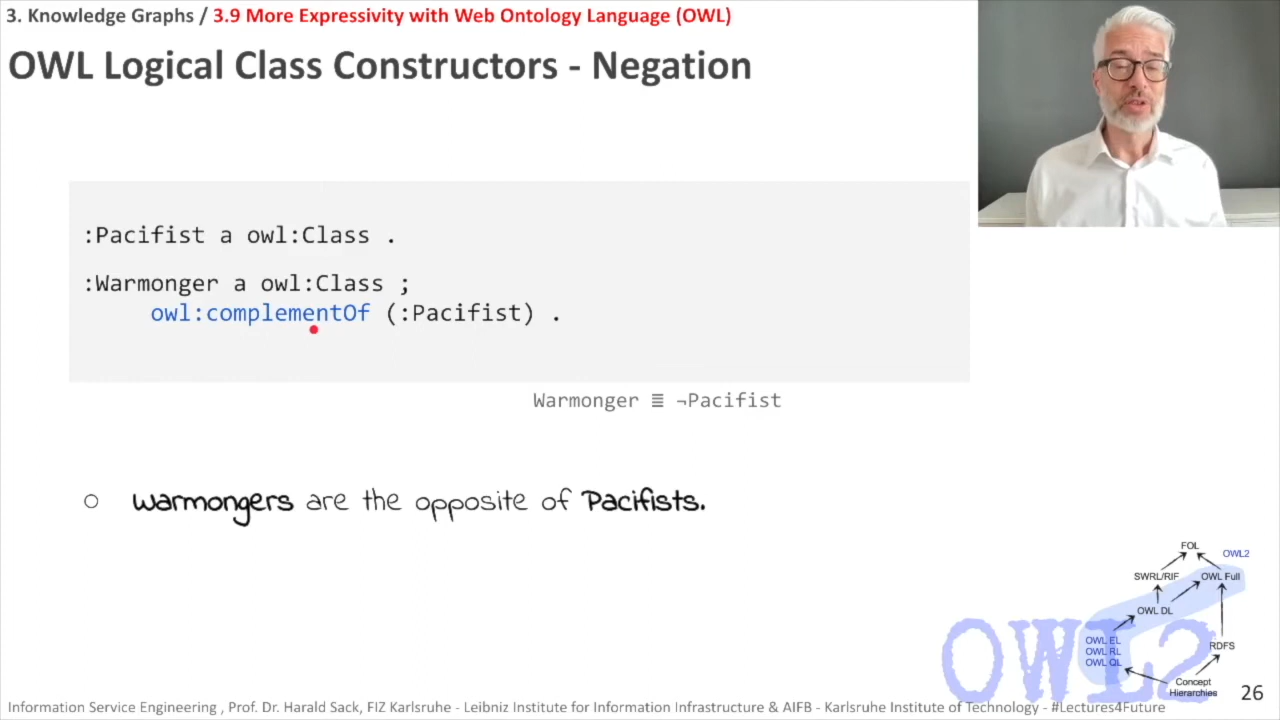 3. Knowledge Graphs / 3.9 More Expressivity with Web Ontology Language (OWL)
OWL Logical Class Constructors - Negation
:Pacifist a owl:Class .
:Warmonger a owl:Class ;
owl:complementOf (:Pacifist) .
Warmonger ≣ ¬Pacifist
○ Warmongers are the opposite of Pacifists.
FOL
OWL2
SWRL/RIF
OWL Full
OWL DL
OWL EL
OWL RL
OWL QL
RDFS
Concept
Hierarchies
OWL2
26
Information Service Engineering , Prof. Dr. Harald Sack, FIZ Karlsruhe - Leibniz Institute for Information Infrastructure & AIFB - Karlsruhe Institute of Technology - #Lectures4Future